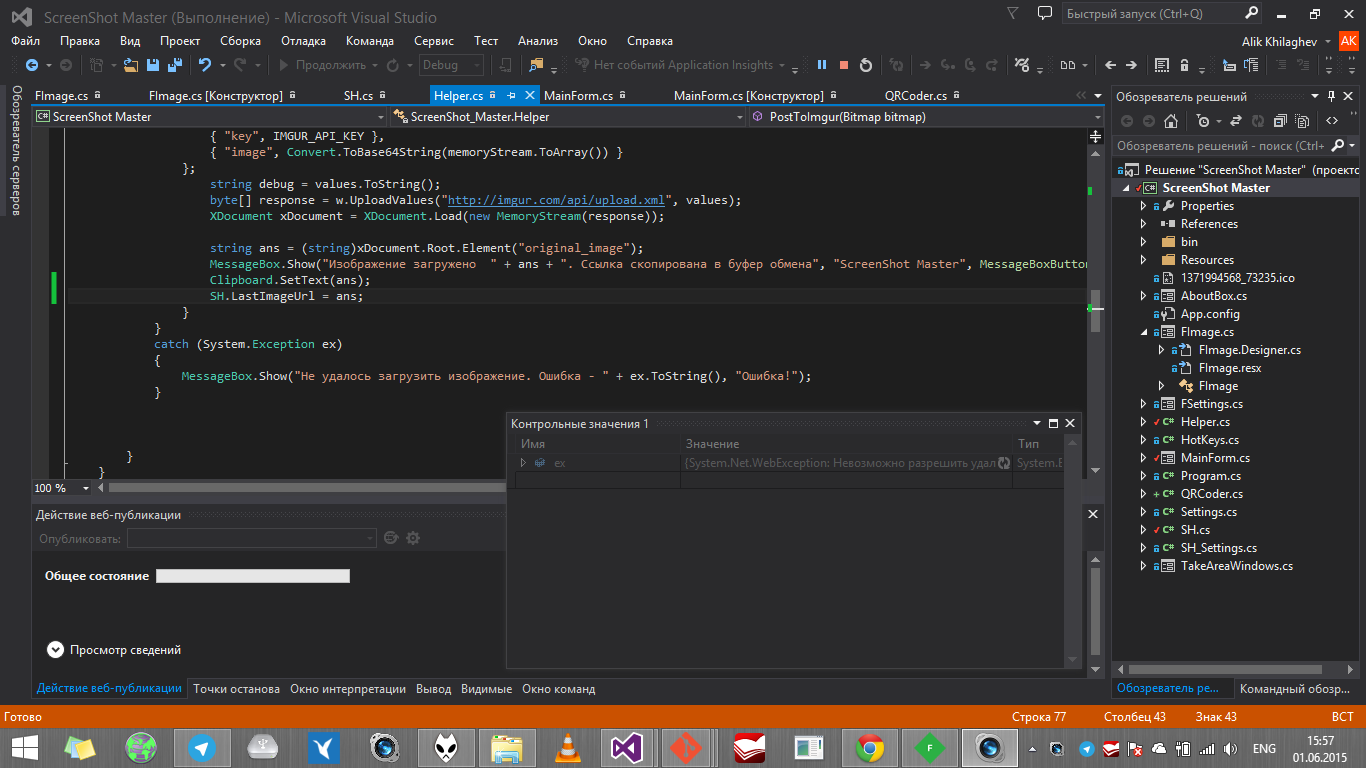 ScreenShot Master (Выполнение) - Microsoft Visual Studio
Быстрый запуск (Ctrl+Q)
Файл Правка Вид Проект Сборка Отладка Команда Сервис Тест Анализ Окно Справка
Alik Khilaghev AK
Продолжить Debug Нет событий Application Insights
Обозреватель серверов
FImage.cs FImage.cs [Конструктор] SH.cs Helper.cs MainForm.cs MainForm.cs [Конструктор] QRCoder.cs
ScreenShot Master ScreenShot_Master.Helper PostToImgur(Bitmap bitmap)
{ "key", IMGUR_API_KEY },
{ "image", Convert.ToBase64String(memoryStream.ToArray()) }
};
string debug = values.ToString();
byte[] response = w.UploadValues("http://imgur.com/api/upload.xml", values);
XDocument xDocument = XDocument.Load(new MemoryStream(response));
string ans = (string)xDocument.Root.Element("original_image");
MessageBox.Show("Изображение загружено  " + ans + ". Ссылка скопирована в буфер обмена", "ScreenShot Master", MessageBoxButton
Clipboard.SetText(ans);
SH.LastImageUrl = ans;
}
}
catch (System.Exception ex)
{
MessageBox.Show("Не удалось загрузить изображение. Ошибка - " + ex.ToString(), "Ошибка!");
}
}
}
100 %
Контрольные значения 1
Имя Значение Тип
ex {System.Net.WebException: Невозможно разрешить удал System.E
Действие веб-публикации
Опубликовать:
Общее состояние
Просмотр сведений
Действие веб-публикации Точки останова Окно интерпретации Вывод Видимые Окно команд
Обозреватель решений
Обозреватель решений - поиск (Ctrl+
Решение "ScreenShot Master" (проекто
C# ScreenShot Master
Properties
References
bin
Resources
1371994568_73235.ico
AboutBox.cs
App.config
FImage.cs
FImage.Designer.cs
FImage.resx
FImage
FSettings.cs
C# Helper.cs
C# HotKeys.cs
MainForm.cs
C# Program.cs
C# QRCoder.cs
C# Settings.cs
C# SH.cs
C# SH_Settings.cs
TakeAreaWindows.cs
Обозреватель ре... Командный обозр...
Готово Строка 77 Столбец 43 Знак 43 ВСТ
ENG 15:57
01.06.2015